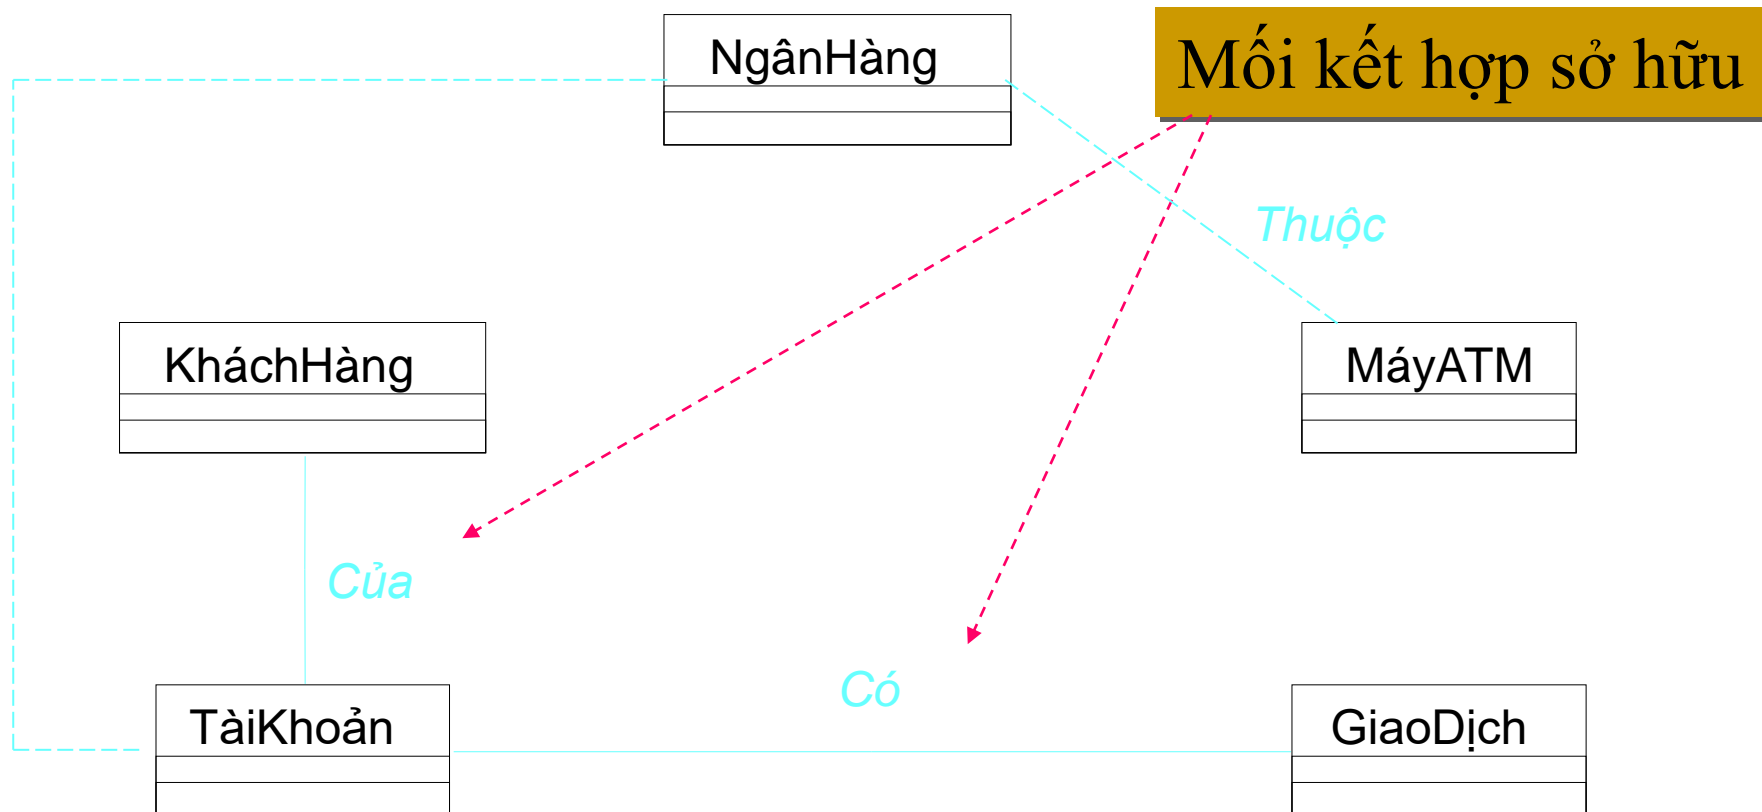 NgânHàng
Mối kết hợp sở hữu
Thuộc
KháchHàng
MáyATM
Của
Có
TàiKhoản
GiaoDịch